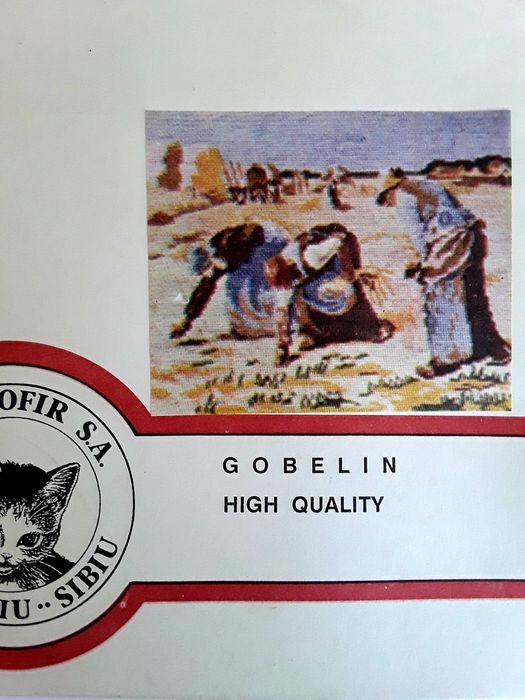 OFIR S.A.
IU ·· SIBIU
GOBELIN
HIGH QUALITY